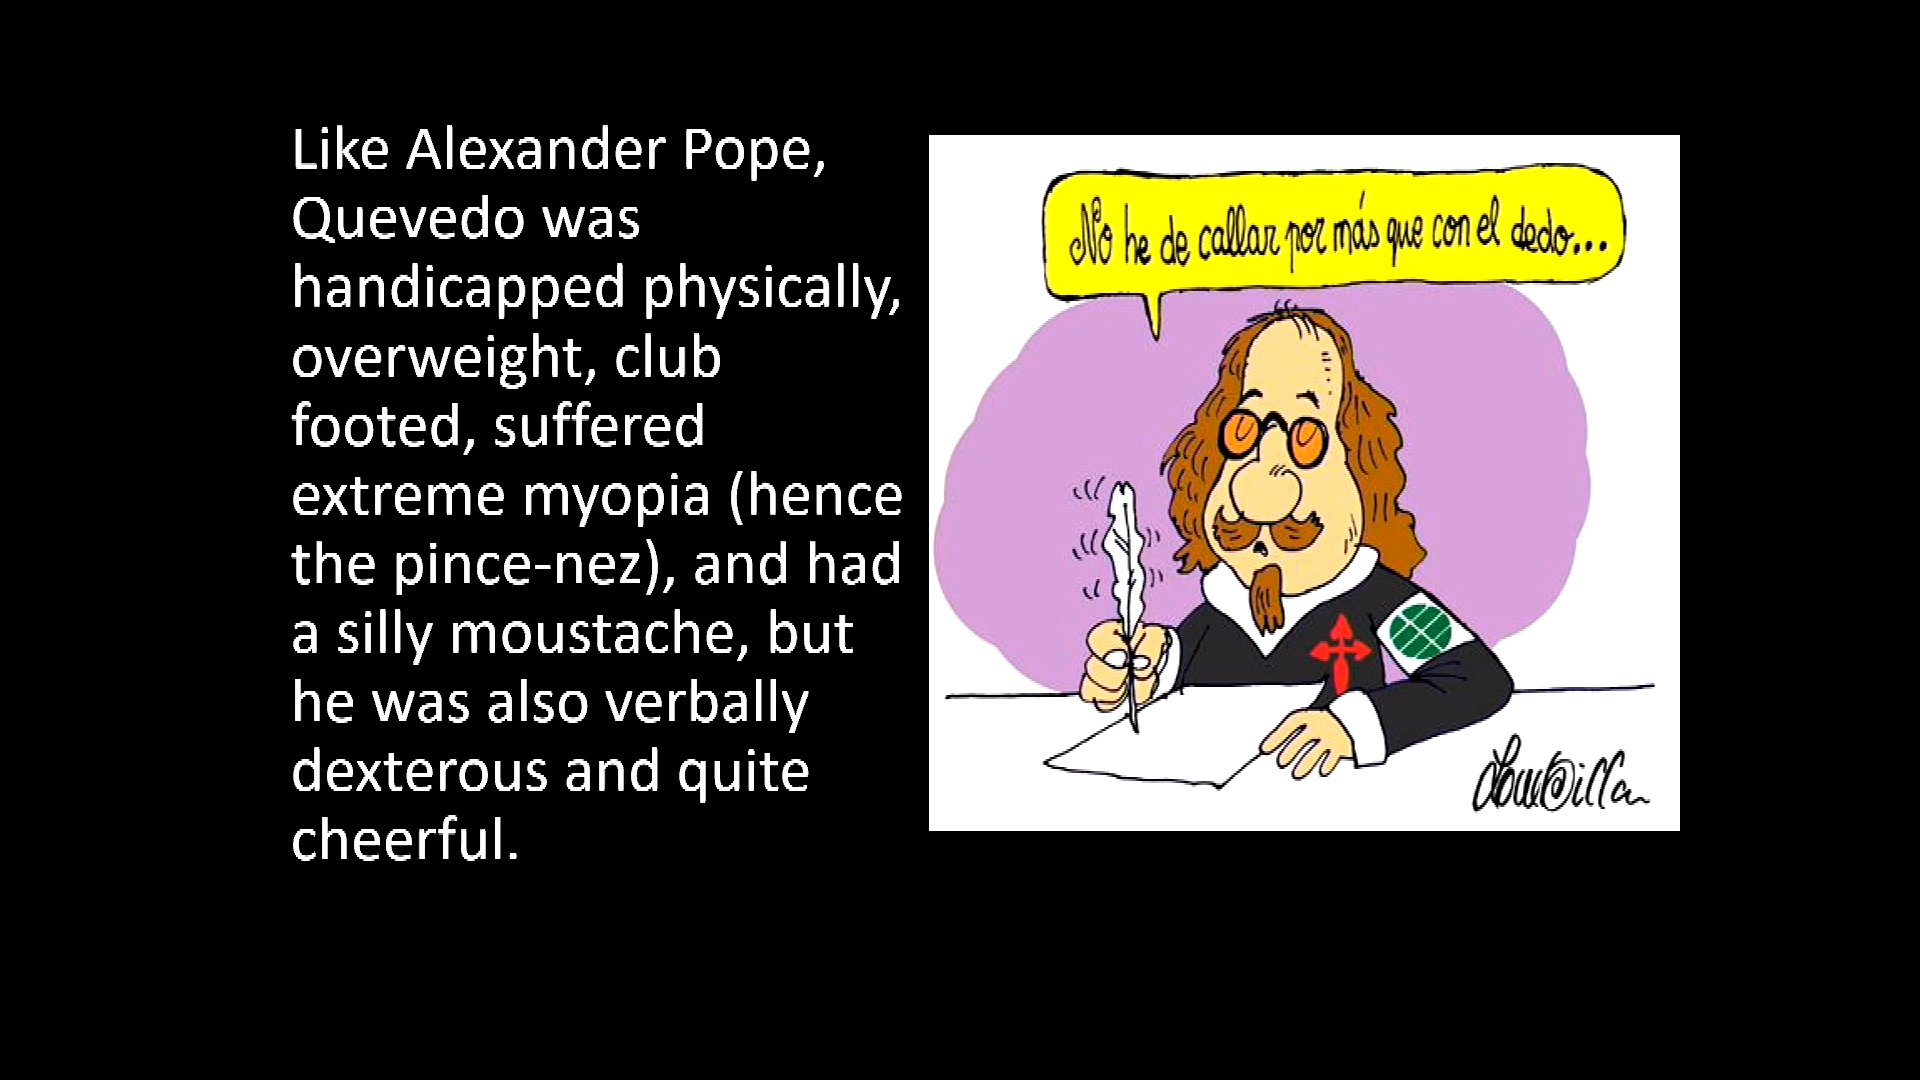 Like Alexander Pope,
Quevedo was
handicapped physically,
overweight, club
footed, suffered
extreme myopia (hence
the pince-nez), and had
a silly moustache, but
he was also verbally
dexterous and quite
cheerful.
No he de callar por más que con el dedo...